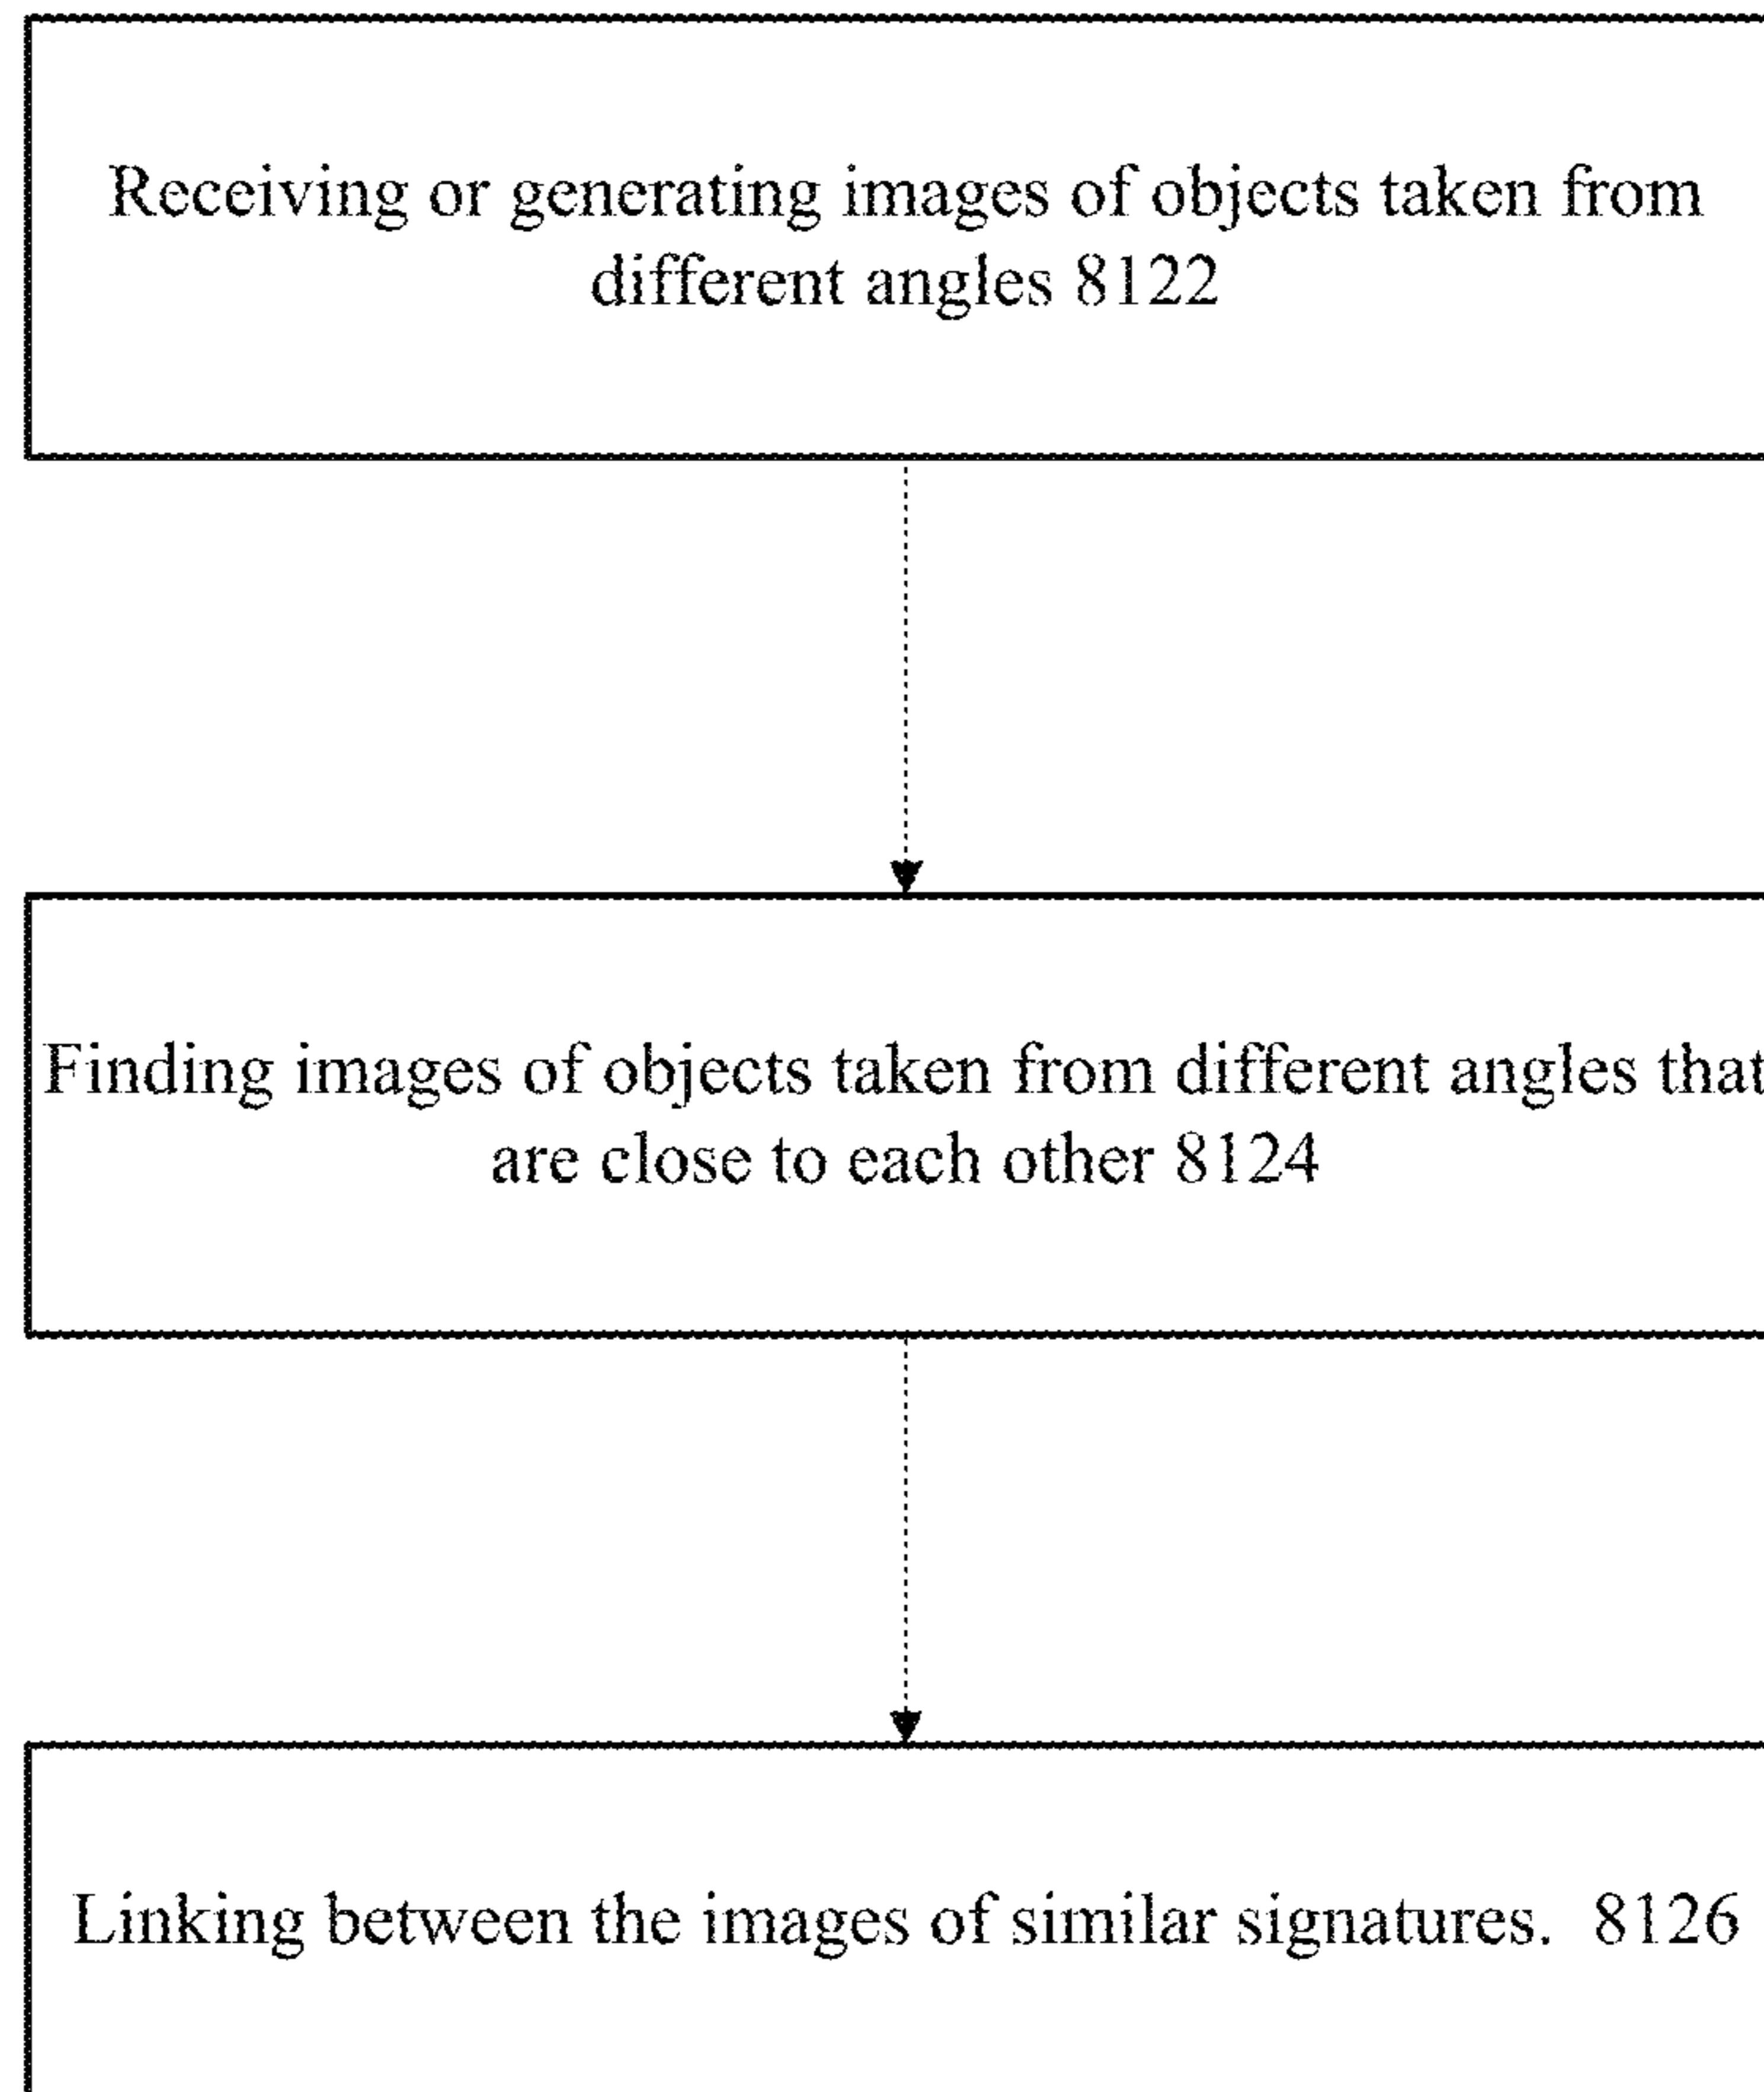 Receiving or generating images of objects taken from
different angles 8122
Finding images of objects taken from different angles that
are close to each other 8124
Linking between the images of similar signatures. 8126